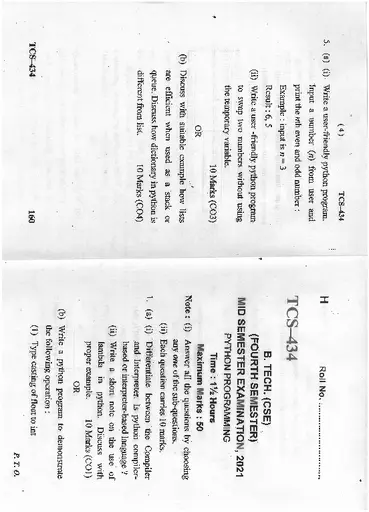 (4)
TCS-434
5. (a) (i) Write a user-friendly python program.
Input a number (n) from user and
print the nth even and odd number :
Example : input is n = 3
Result : 6, 5
(ii) Write a user-friendly python program
to swap two numbers without using
the temporary variable.
10 Marks (CO3)
OR
(b) Discuss with suitable example how lists
are efficient when used as a stack or
queue. Discuss how dictionary in python is
different from list.
10 Marks (CO4)
TCS-434
160
H
Roll No. ..............................
TCS-434
B. TECH. (CSE)
(FOURTH SEMESTER)
MID SEMESTER EXAMINATION, 2021
PYTHON PROGRAMMING
Time : 1½ Hours
Maximum Marks : 50
Note : (i) Answer all the questions by choosing
any one of the sub-questions.
(ii) Each question carries 10 marks.
1. (a) (i) Differentiate between the Compiler
and Interpreter. Is python compiler-
based or interpreter-based language ?
(ii) Write a short note on the use of
lambda in python. Discuss with
proper example.
10 Marks (CO1)
OR
(b) Write a python program to demonstrate
the following operation :
(1) Type casting of float to int
P. T. O.